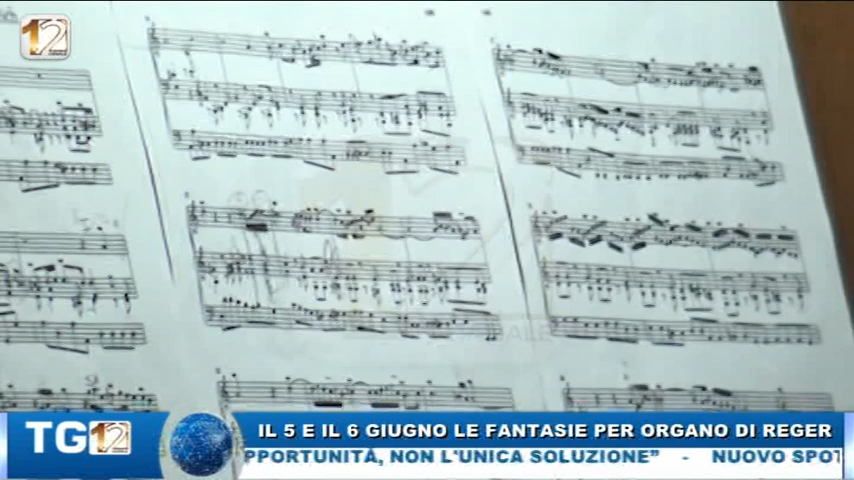 12
IL 5 E IL 6 GIUGNO LE FANTASIE PER ORGANO DI REGER
TG12
PPORTUNITÀ, NON L'UNICA SOLUZIONE” - NUOVO SPOT